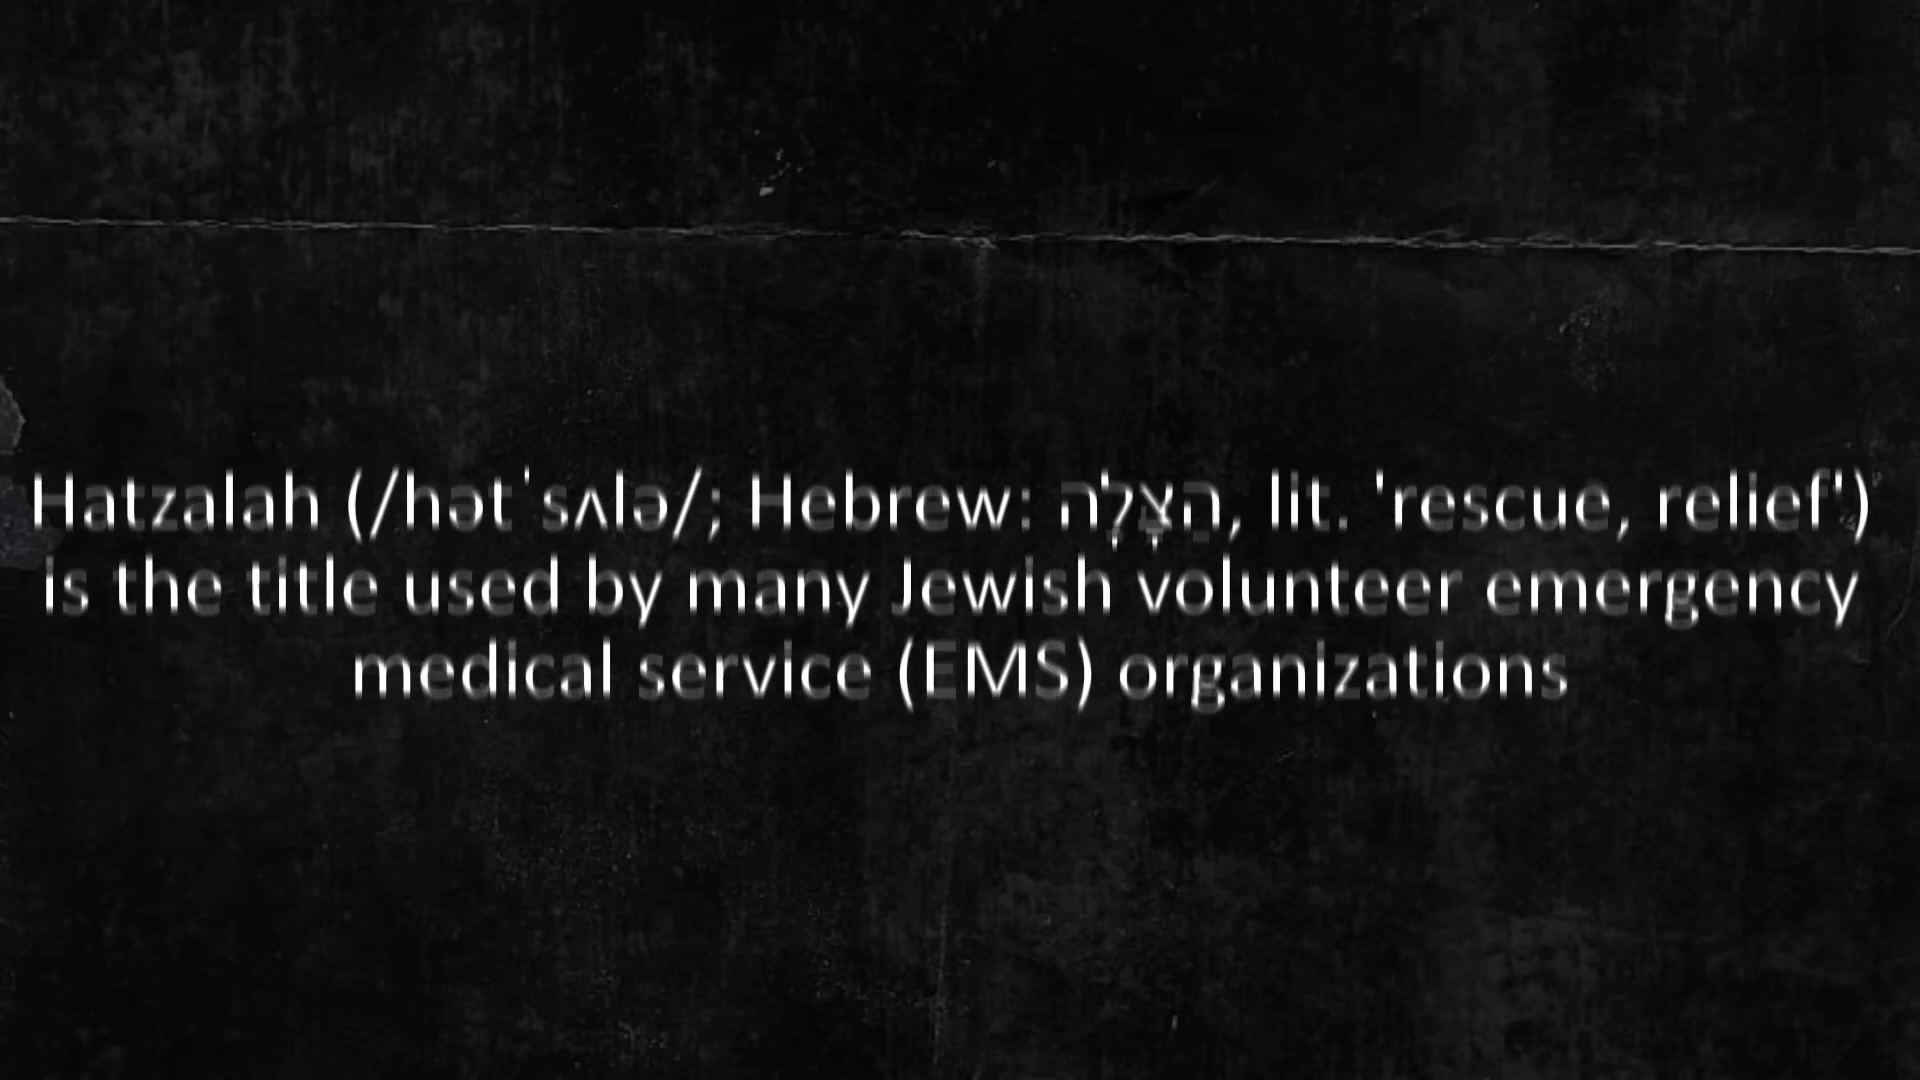 Hatzalah (/hətˈsʌlə/; Hebrew: הַצָּלָה, lit. 'rescue, relief')
is the title used by many Jewish volunteer emergency
medical service (EMS) organizations